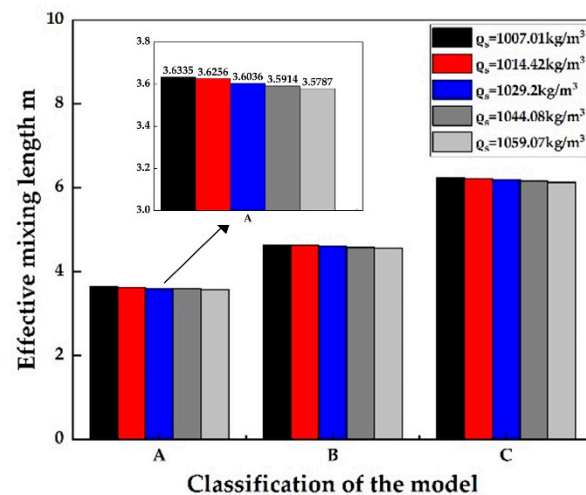 10
8
6
4
2
0
Effective mixing length m
3.8
3.6
3.4
3.2
3.0
3.6335 3.6256 3.6036 3.5914 3.5787
A
ϱs=1007.01kg/m³
ϱs=1014.42kg/m³
ϱs=1029.2kg/m³
ϱs=1044.08kg/m³
ϱs=1059.07kg/m³
A B C
Classification of the model